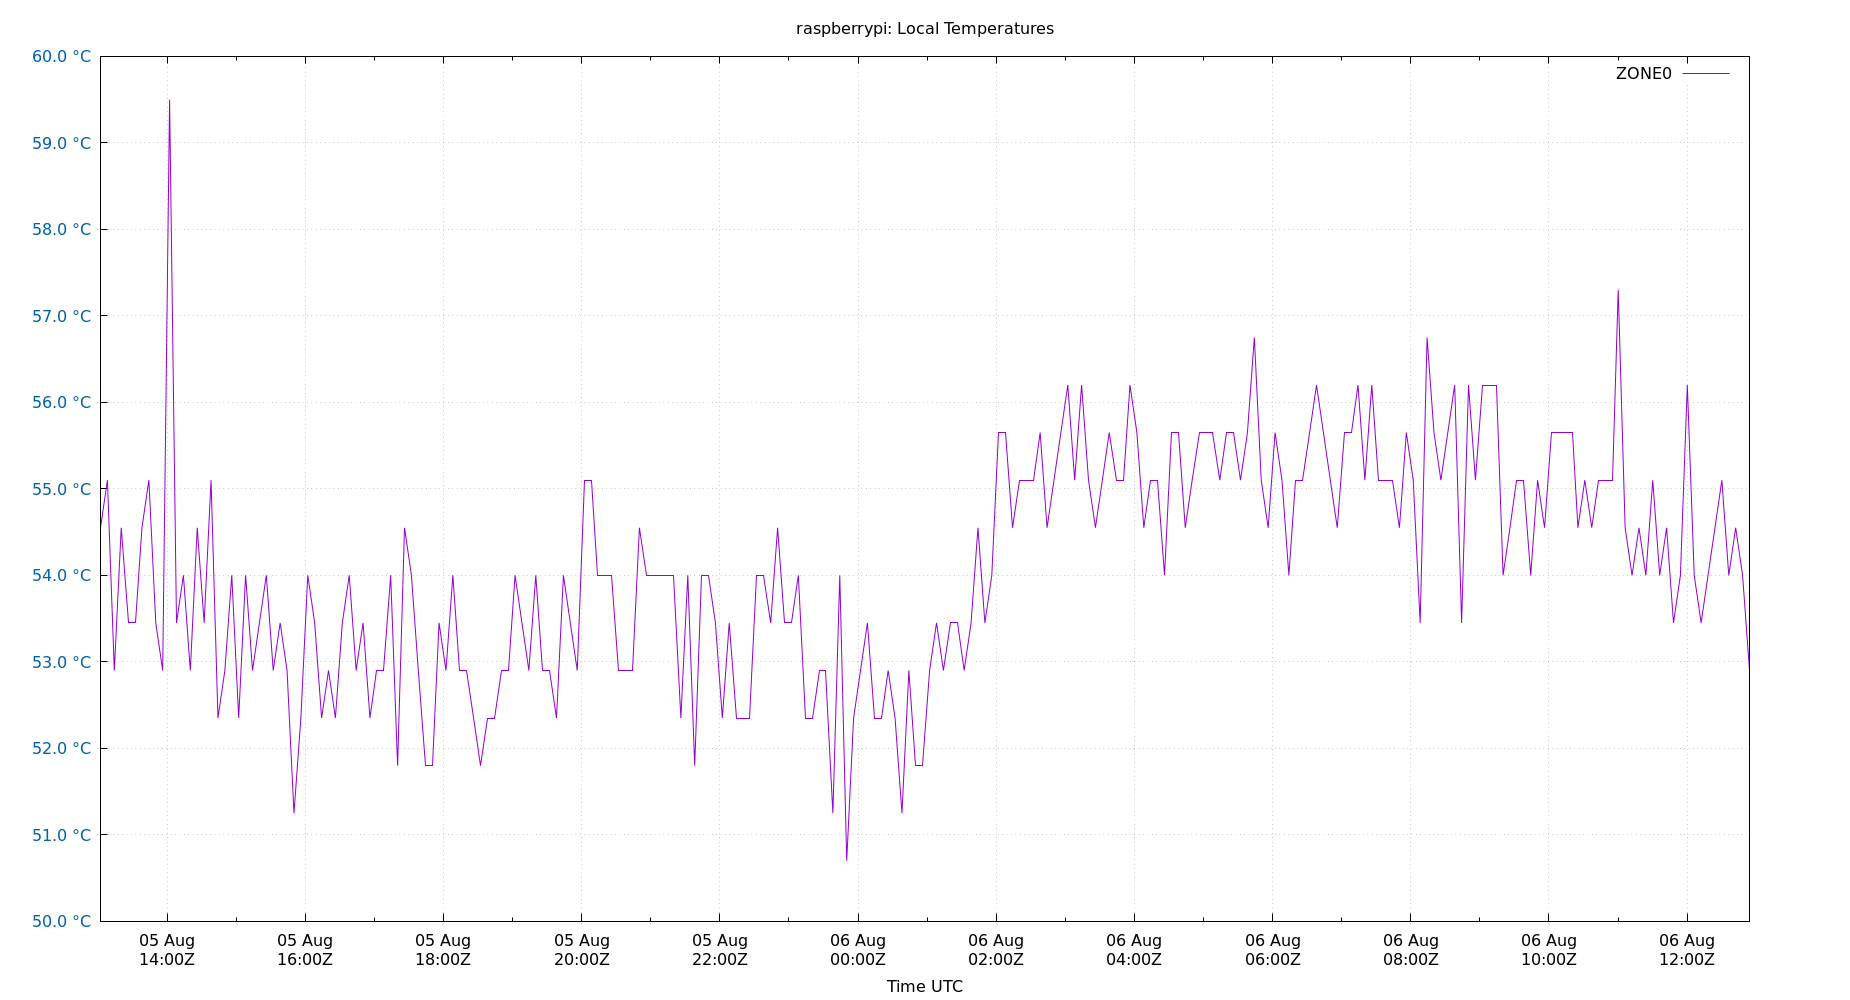 raspberrypi: Local Temperatures
60.0 °C
59.0 °C
58.0 °C
57.0 °C
56.0 °C
55.0 °C
54.0 °C
53.0 °C
52.0 °C
51.0 °C
50.0 °C
ZONE0
05 Aug 05 Aug 05 Aug 05 Aug 05 Aug 06 Aug 06 Aug 06 Aug 06 Aug 06 Aug 06 Aug 06 Aug
14:00Z 16:00Z 18:00Z 20:00Z 22:00Z 00:00Z 02:00Z 04:00Z 06:00Z 08:00Z 10:00Z 12:00Z
Time UTC